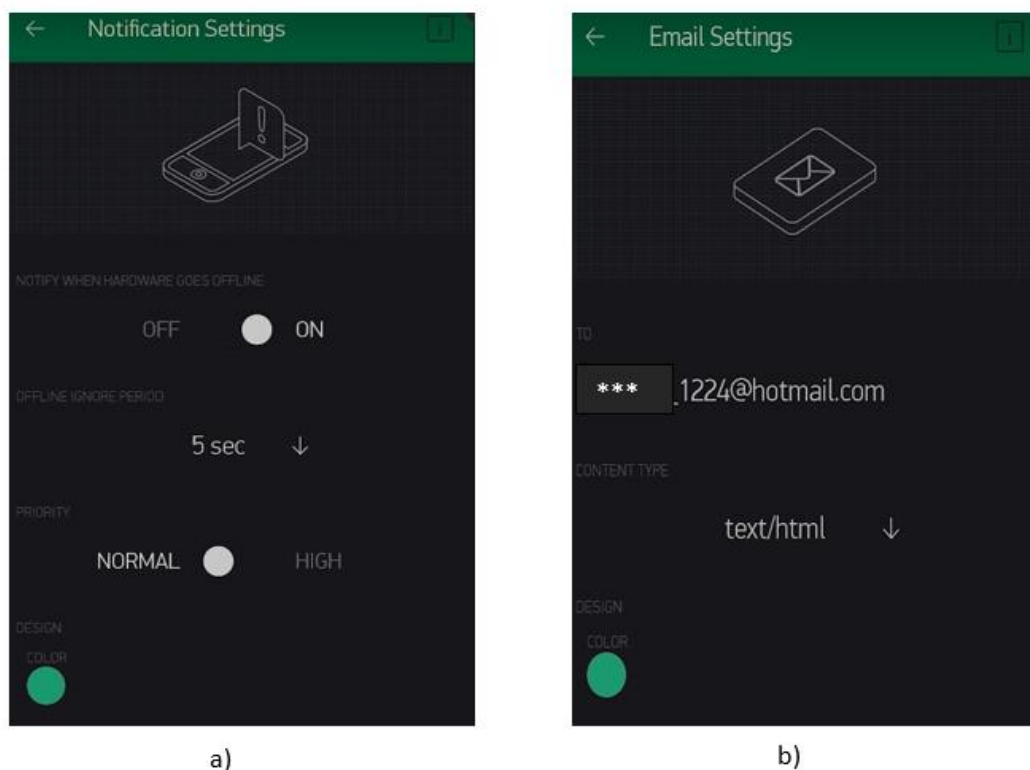 Notification Settings
NOTIFY WHEN HARDWARE GOES OFFLINE
OFF ON
OFFLINE IGNORE PERIOD
5 sec ↓
PRIORITY
NORMAL HIGH
DESIGN
COLOR
a)
Email Settings
TO
***_1224@hotmail.com
CONTENT TYPE
text/html ↓
DESIGN
COLOR
b)